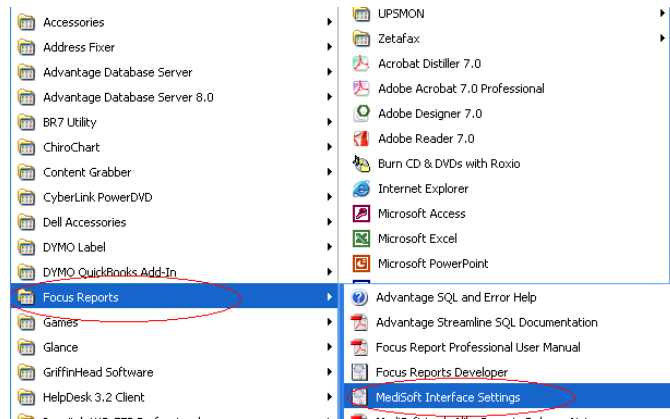 Accessories
Address Fixer
Advantage Database Server
Advantage Database Server 8.0
BR7 Utility
ChiroChart
Content Grabber
CyberLink PowerDVD
Dell Accessories
DYMO Label
DYMO QuickBooks Add-In
Focus Reports
Games
Glance
GriffinHead Software
HelpDesk 3.2 Client
UPSMON
Zetafax
Acrobat Distiller 7.0
Adobe Acrobat 7.0 Professional
Adobe Designer 7.0
Adobe Reader 7.0
Burn CD & DVDs with Roxio
Internet Explorer
Microsoft Access
Microsoft Excel
Microsoft PowerPoint
Advantage SQL and Error Help
Advantage Streamline SQL Documentation
Focus Report Professional User Manual
Focus Reports Developer
MediSoft Interface Settings